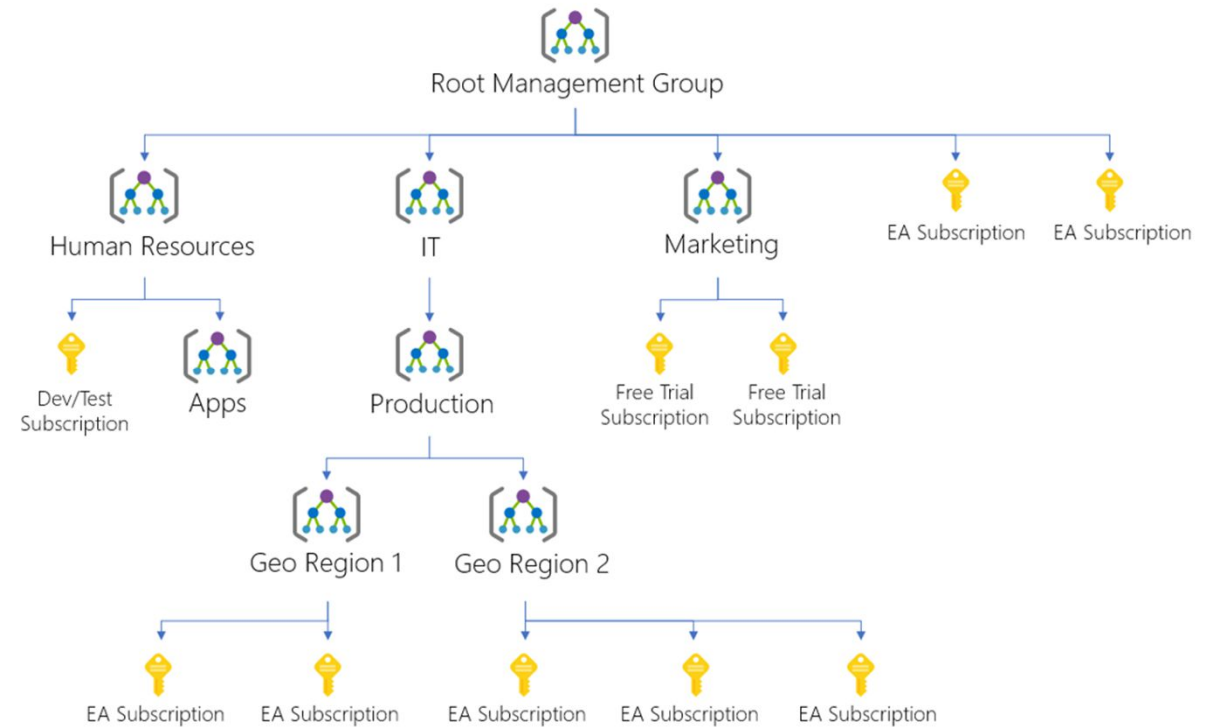 Root Management Group
Human Resources
IT
Marketing
EA Subscription
EA Subscription
Dev/Test
Subscription
Apps
Production
Free Trial
Subscription
Free Trial
Subscription
Geo Region 1
Geo Region 2
EA Subscription
EA Subscription
EA Subscription
EA Subscription
EA Subscription